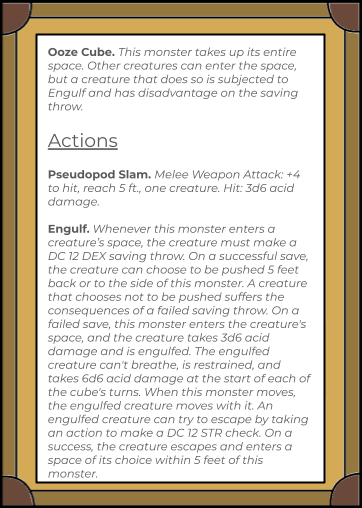 Ooze Cube. This monster takes up its entire
space. Other creatures can enter the space,
but a creature that does so is subjected to
Engulf and has disadvantage on the saving
throw.
Actions
Pseudopod Slam. Melee Weapon Attack: +4
to hit, reach 5 ft., one creature. Hit: 3d6 acid
damage.
Engulf. Whenever this monster enters a
creature's space, the creature must make a
DC 12 DEX saving throw. On a successful save,
the creature can choose to be pushed 5 feet
back or to the side of this monster. A creature
that chooses not to be pushed suffers the
consequences of a failed saving throw. On a
failed save, this monster enters the creature's
space, and the creature takes 3d6 acid
damage and is engulfed. The engulfed
creature can't breathe, is restrained, and
takes 6d6 acid damage at the start of each of
the cube's turns. When this monster moves,
the engulfed creature moves with it. An
engulfed creature can try to escape by taking
an action to make a DC 12 STR check. On a
success, the creature escapes and enters a
space of its choice within 5 feet of this
monster.